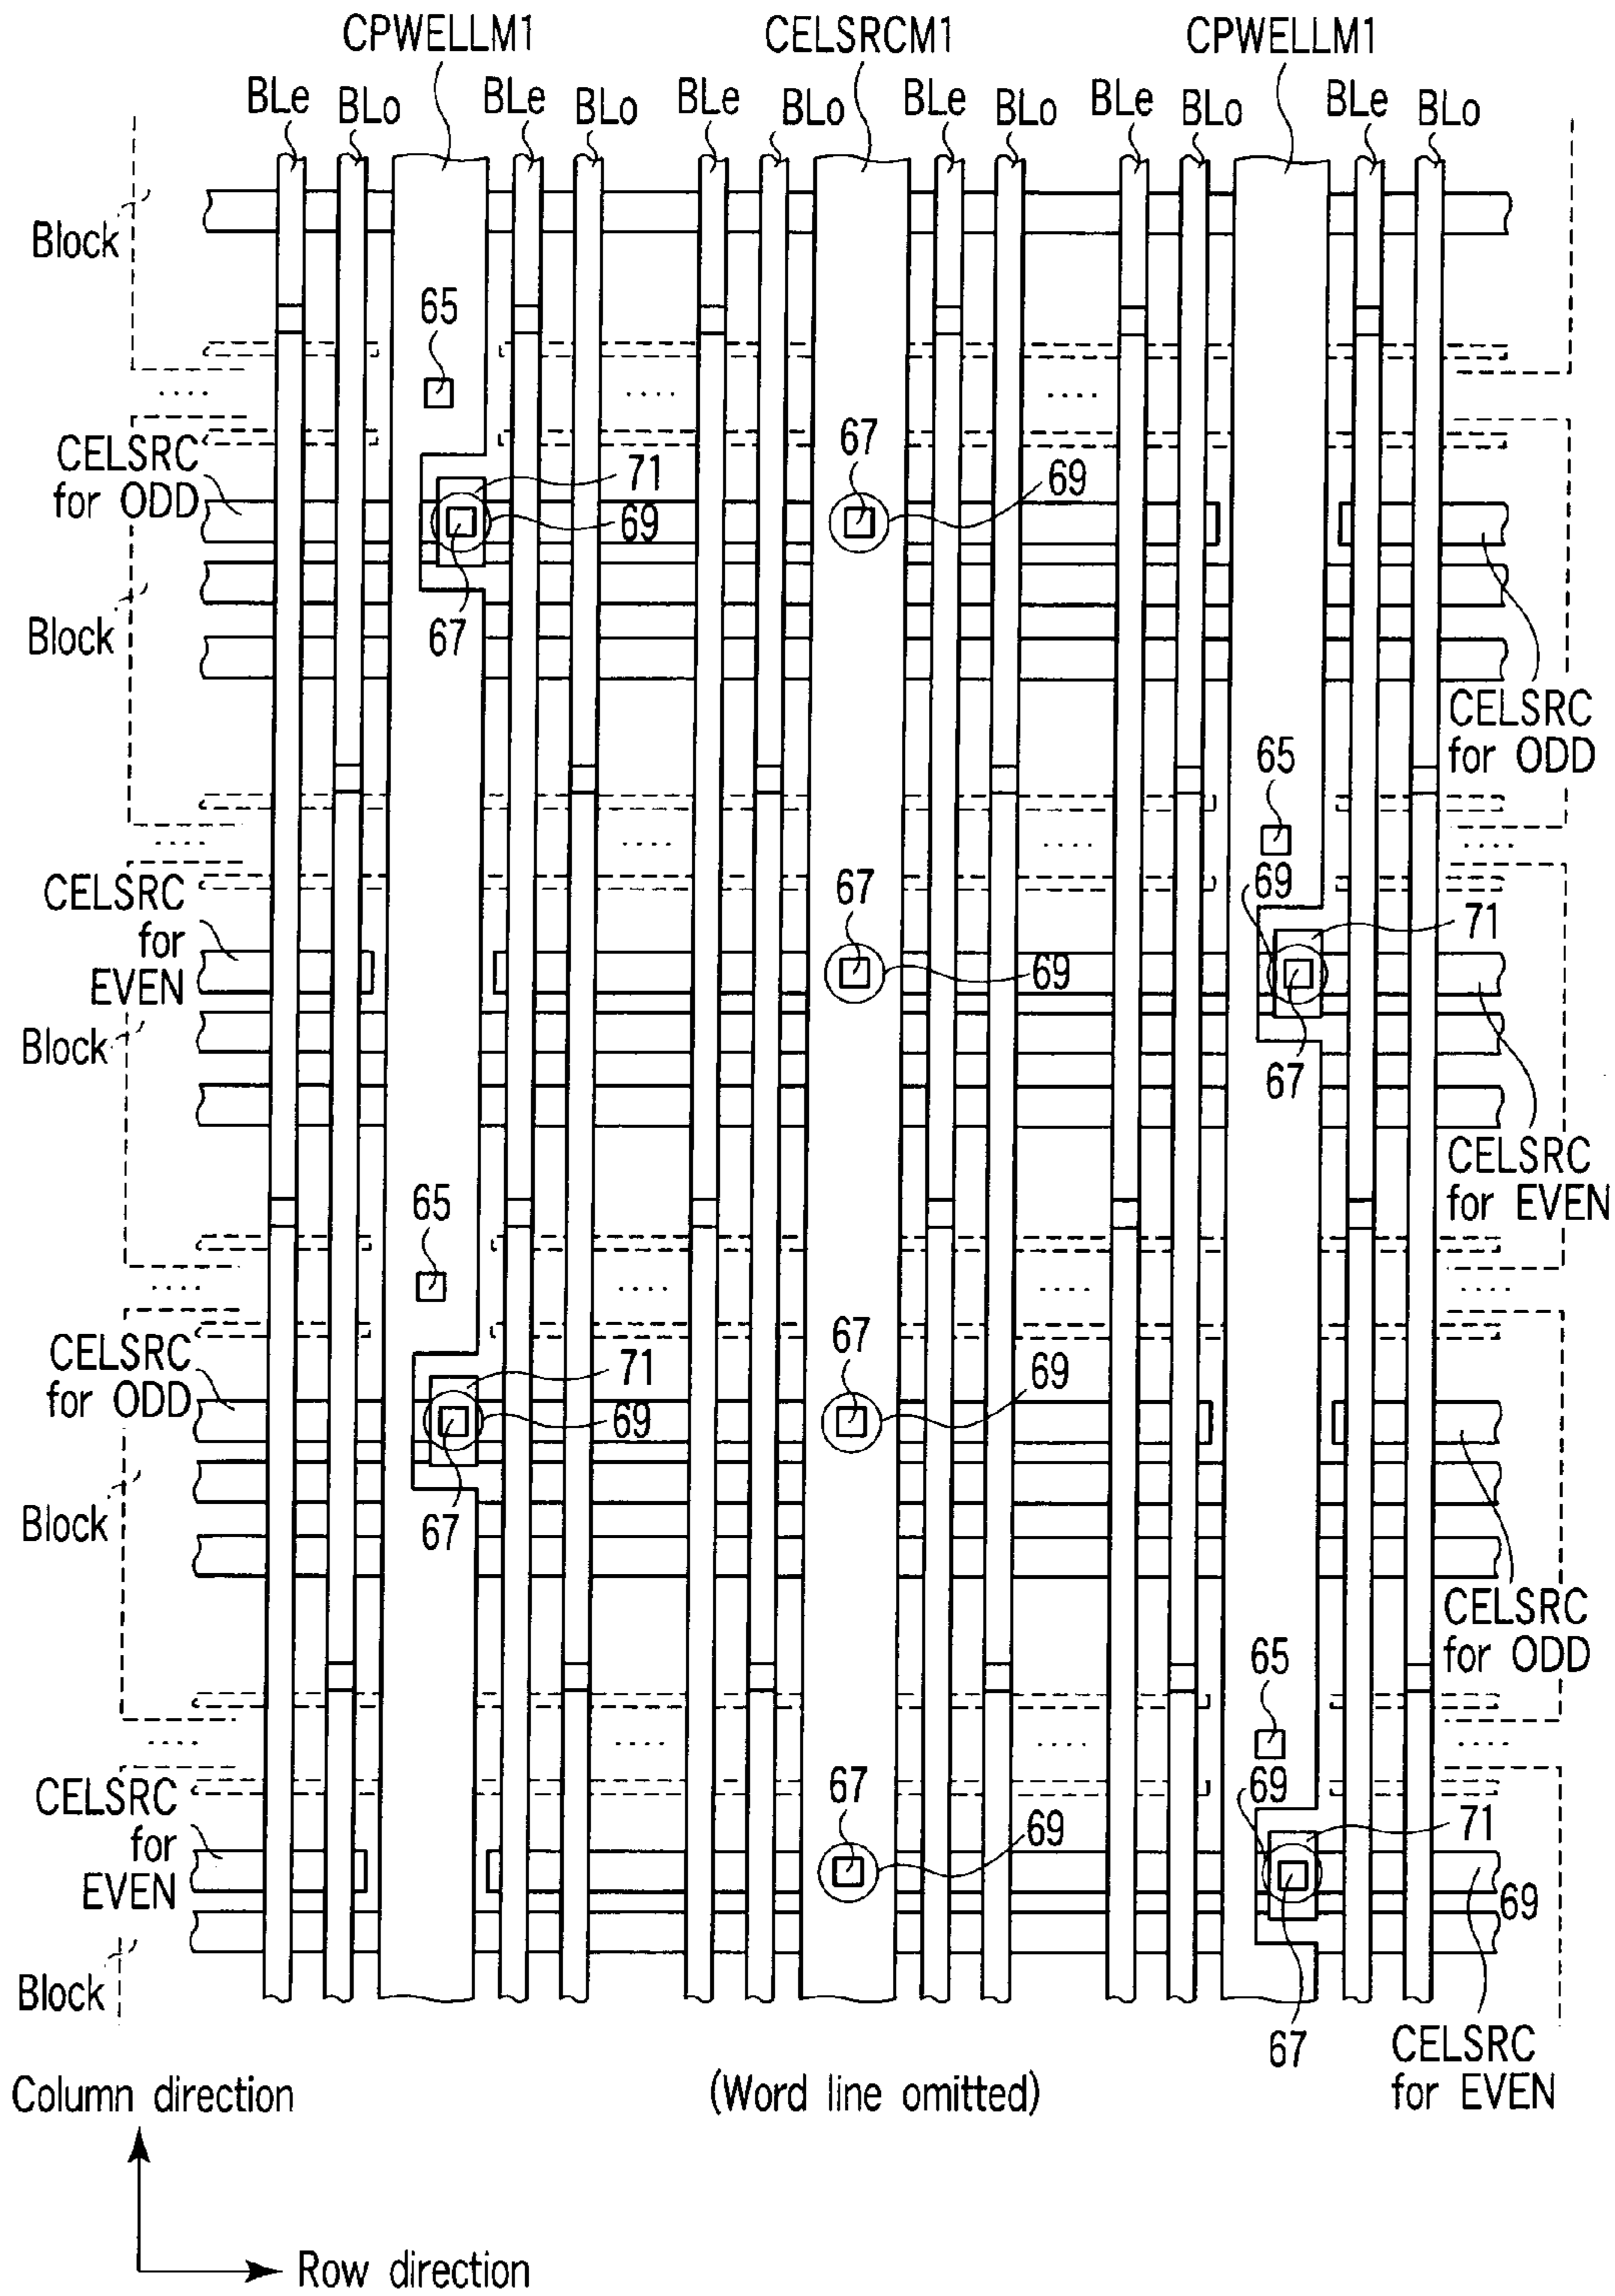 CPWELLM1 CELSRCM1 CPWELLM1
BLe BLo BLe BLo BLe BLo BLe BLo BLe BLo BLe BLo
Block
65
CELSRC
for ODD
71
69
67
67
69
Block
CELSRC
for ODD
65
CELSRC
for
EVEN
67
69
69
71
67
Block
CELSRC
for EVEN
65
CELSRC
for ODD
71
69
67
67
69
Block
CELSRC
for ODD
65
CELSRC
for
EVEN
67
69
69
71
69
67
Block
CELSRC
for EVEN
(Word line omitted)
Column direction
Row direction